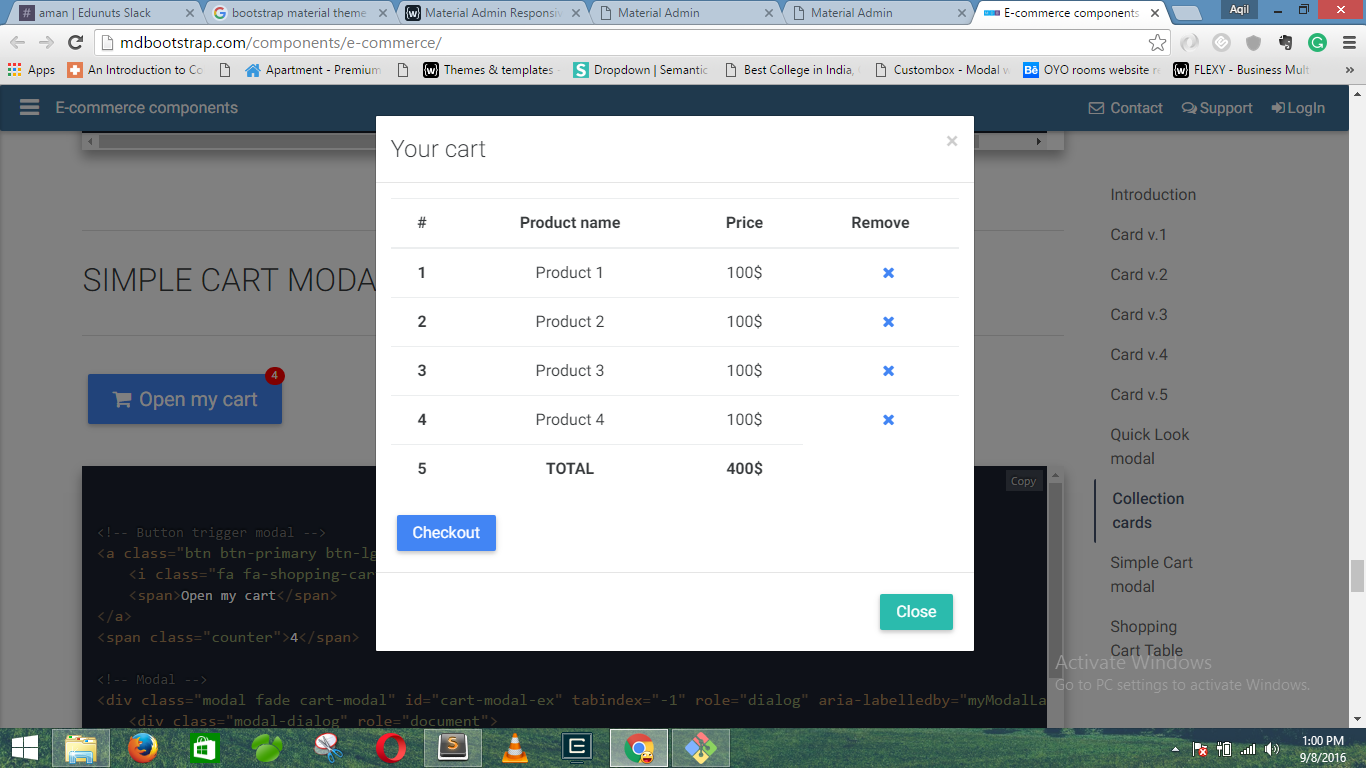 aman | Edunuts Slack
bootstrap material theme
Material Admin Responsiv
Material Admin
Material Admin
E-commerce components
Aqil
mdbootstrap.com/components/e-commerce/
Apps
An Introduction to Co
Apartment - Premium
Themes & templates
Dropdown | Semantic
Best College in India,
Custombox - Modal w
Bē OYO rooms website re
FLEXY - Business Mult
»
E-commerce components
Contact
Support
LogIn
Your cart
×
# Product name Price Remove
1 Product 1 100$
2 Product 2 100$
3 Product 3 100$
4 Product 4 100$
5 TOTAL 400$
Checkout
Close
SIMPLE CART MODA
4
Open my cart
Copy
<!-- Button trigger modal -->
<a class="btn btn-primary btn-lg
<i class="fa fa-shopping-car
<span>Open my cart</span>
</a>
<span class="counter">4</span>
<!-- Modal -->
<div class="modal fade cart-modal" id="cart-modal-ex" tabindex="-1" role="dialog" aria-labelledby="myModalLa
<div class="modal-dialog" role="document">
Introduction
Card v.1
Card v.2
Card v.3
Card v.4
Card v.5
Quick Look
modal
Collection
cards
Simple Cart
modal
Shopping
Cart Table
Activate Windows
Go to PC settings to activate Windows.
1:00 PM
9/8/2016